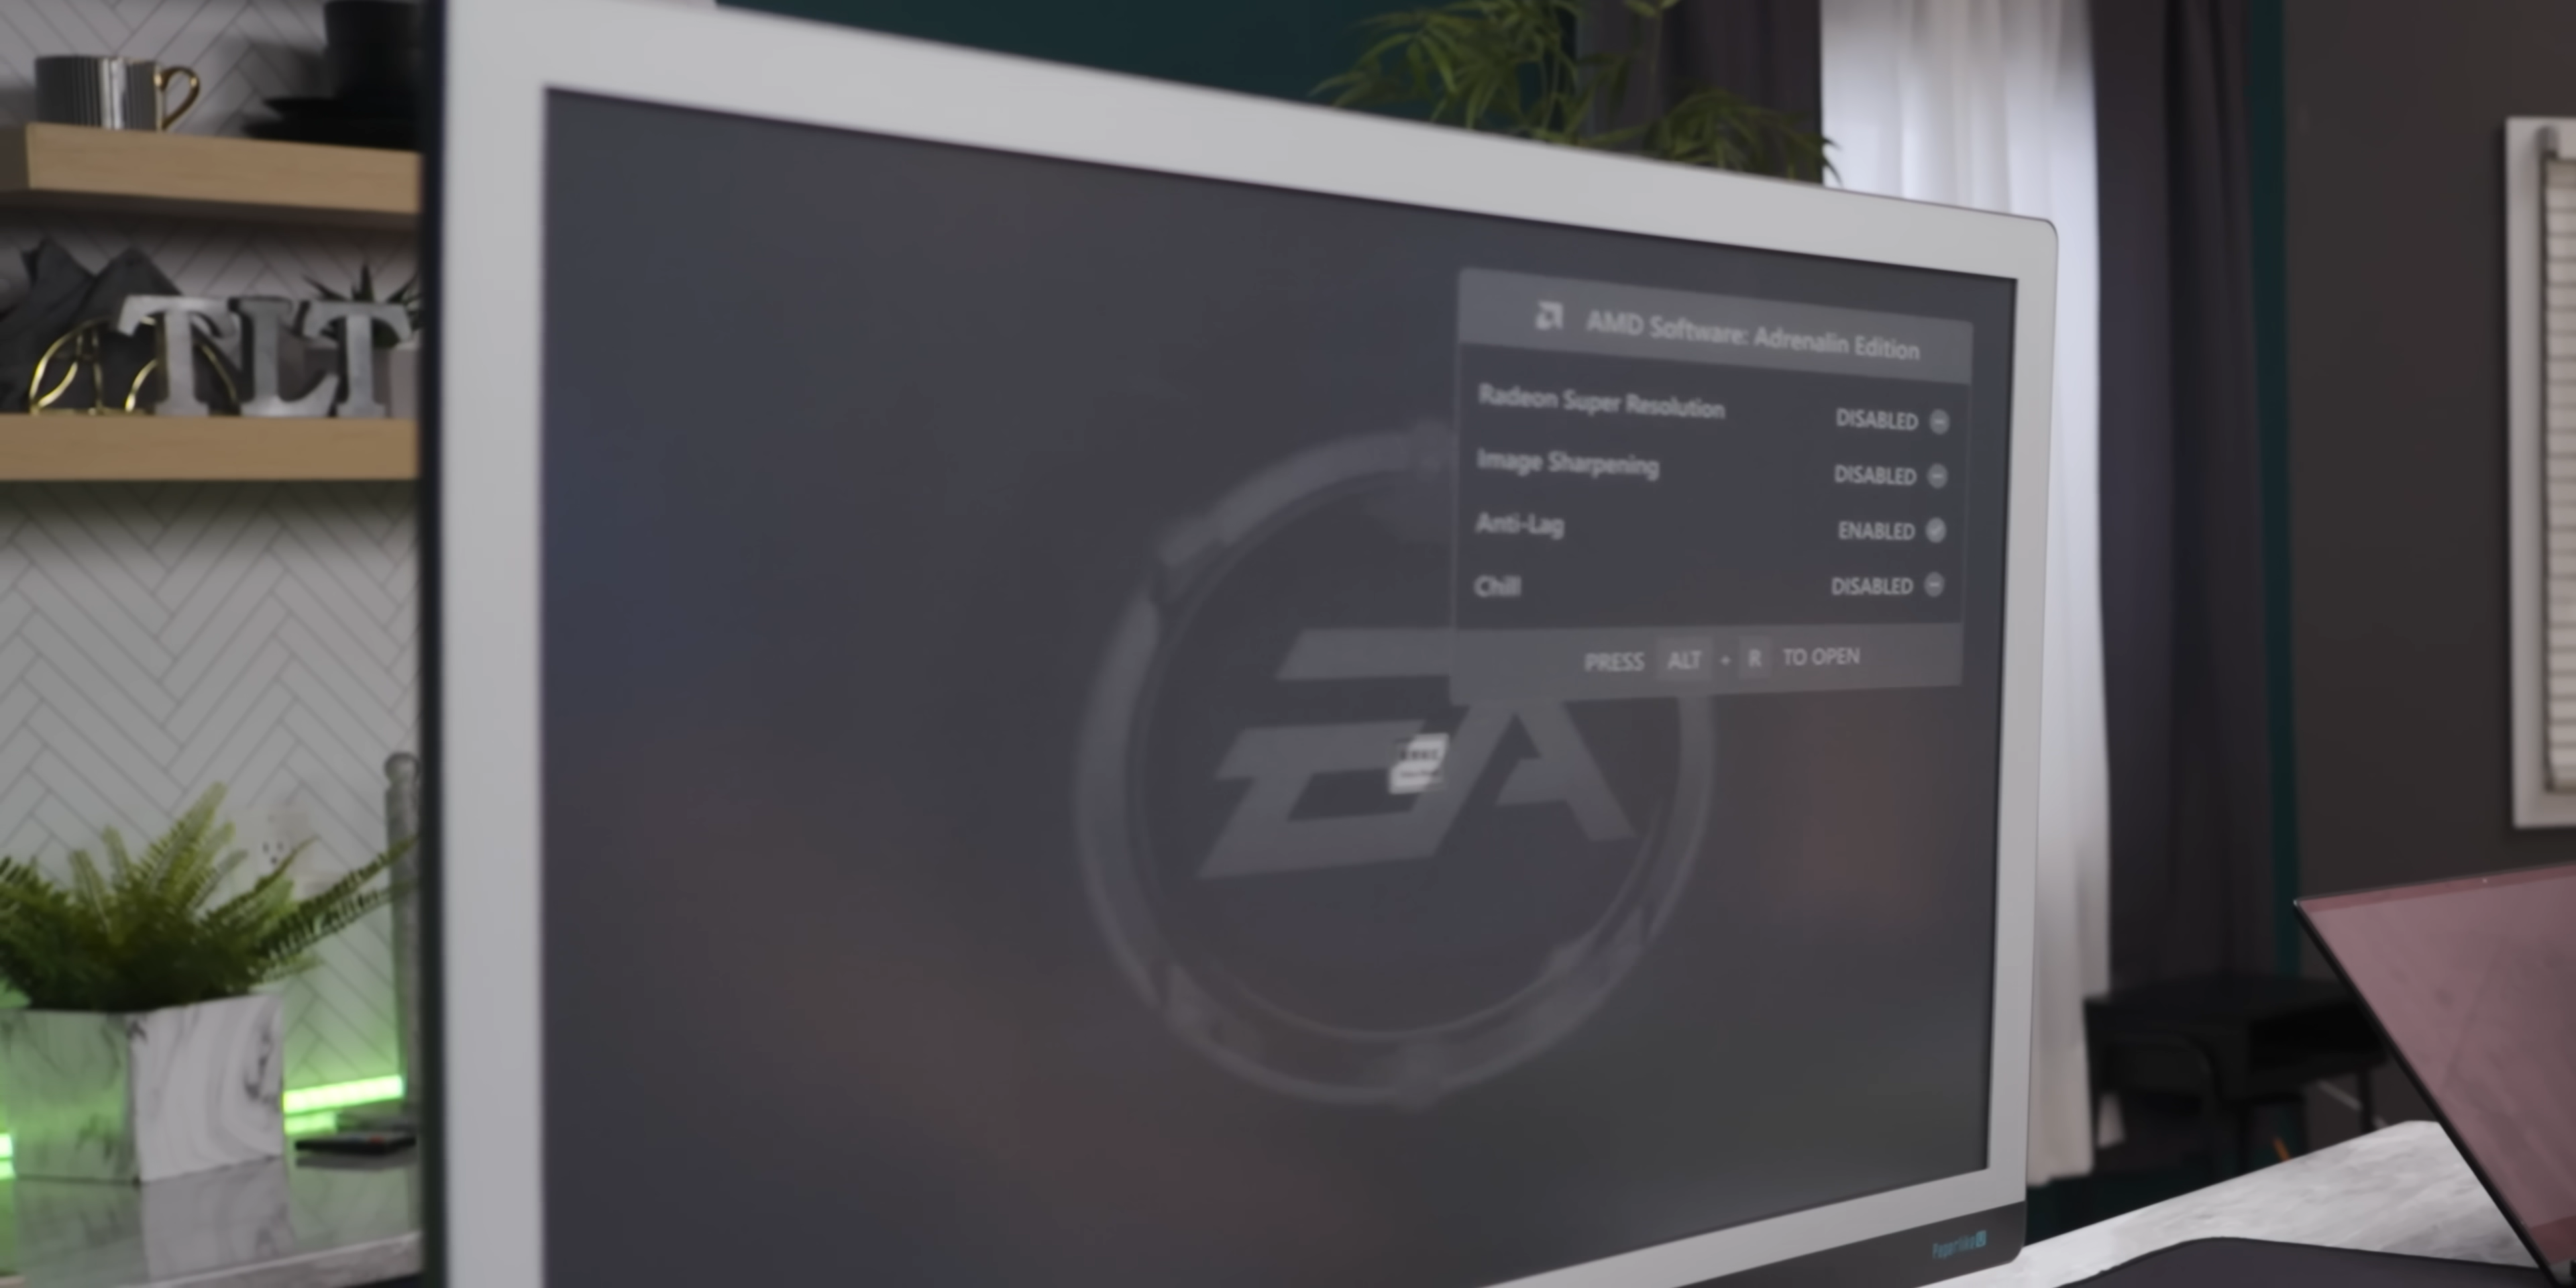 TLT
AMD Software: Adrenalin Edition
Radeon Super Resolution DISABLED
Image Sharpening DISABLED
Anti-Lag ENABLED
Chill DISABLED
PRESS ALT + R TO OPEN
EA
Paperlike